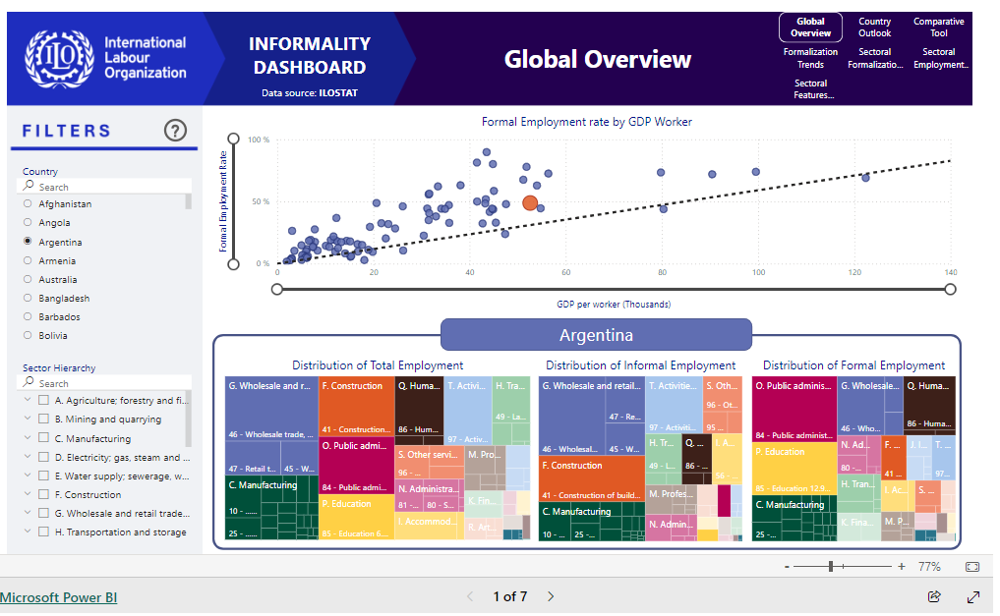 International
Labour
Organization
INFORMALITY
DASHBOARD
Data source: ILOSTAT
Global Overview
Global
Overview
Country
Outlook
Comparative
Tool
Formalization
Trends
Sectoral
Formalizatio...
Sectoral
Employment..
Sectoral
Features...
FILTERS
?
Country
Search
Afghanistan
Angola
Argentina
Armenia
Australia
Bangladesh
Barbados
Bolivia
Sector Hierarchy
Search
A. Agriculture; forestry and fi...
B. Mining and quarrying
C. Manufacturing
D. Electricity; gas, steam and ...
E. Water supply; sewerage, w...
F. Construction
G. Wholesale and retail trade...
H. Transportation and storage
Formal Employment rate by GDP Worker
Formal Employment Rate
100 %
50 %
0 %
0
20
40
60
80
100
120
140
GDP per worker (Thousands)
Argentina
Distribution of Total Employment
G. Wholesale and r...
46 - Wholesale trade, ...
47 - Retail t...
45 - W...
C. Manufacturing
10 - ......
25 - ...
F. Construction
41 - Construction...
O. Public admi...
84 - Public admi...
P. Education
85 - Education 6...
Q. Huma...
86 - Hum...
T. Activi...
97 - Activ...
H. Tra...
49 - La...
S. Other servi...
96 - ...
M. Pro...
N. Administra...
81 - ...
80 - S...
K. Fin...
I. Accommod...
R. Art...
Distribution of Informal Employment
G. Wholesale and retail...
47 - Re...
46 - Wholesal...
45 - W...
F. Construction
41 - Construction of build...
C. Manufacturing
10 - ...
25 -...
T. Activitie...
97 - Activiti...
S. Oth...
96 - Ot...
95 ...
H. Tr...
49 - l...
Q. ...
86 -...
I. A...
56 -...
M. Profes...
N. Admin...
Distribution of Formal Employment
O. Public administ...
84 - Public administ...
P. Education
85 - Education 12.9...
C. Manufacturing
25 - ...
G. Wholesale...
46 - Who...
Q. Huma...
86 - Huma...
N. Ad...
80 -...
F. ...
41 ...
J. I...
T. ...
97...
H. Tran...
I. Ac...
S. ...
K. Fina...
M. P...
-
+
77%
Microsoft Power BI
1 of 7